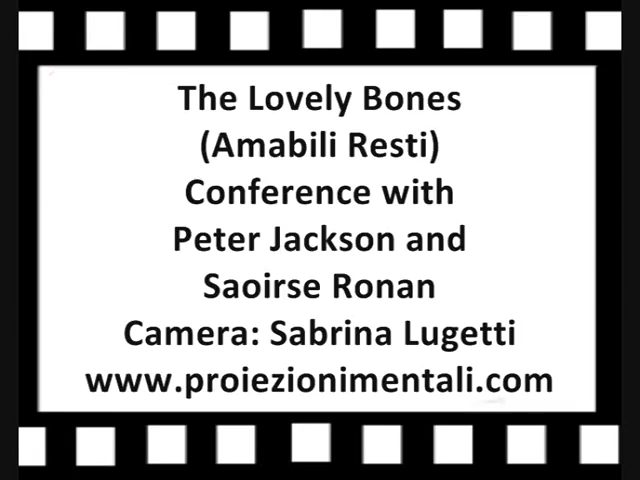 The Lovely Bones
(Amabili Resti)
Conference with
Peter Jackson and
Saoirse Ronan
Camera: Sabrina Lugetti
www.proiezionimentali.com